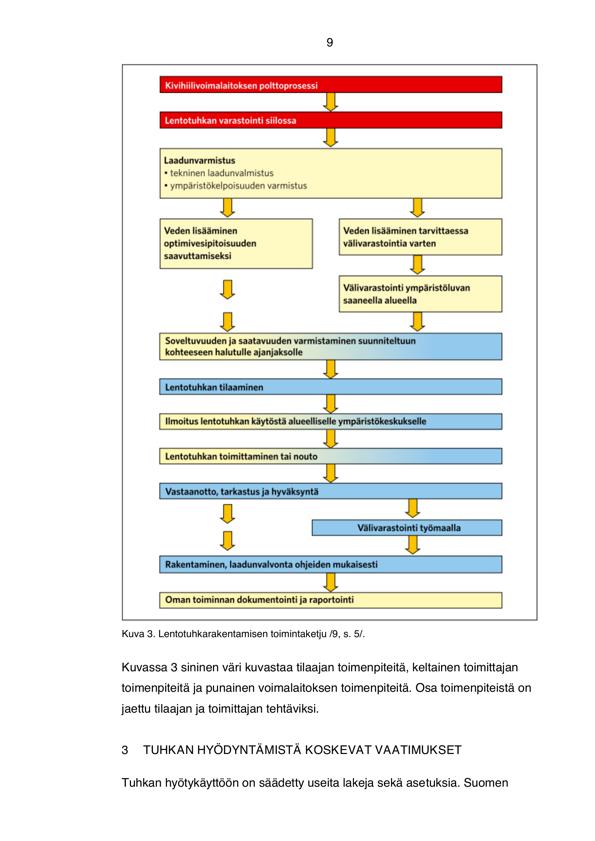 9
Kivihiilivoimalaitoksen polttoprosessi
Lentotuhkan varastointi siilossa
Laadunvarmistus
• tekninen laadunvalmistus
• ympäristökelpoisuuden varmistus
Veden lisääminen
optimivesipitoisuuden
saavuttamiseksi
Veden lisääminen tarvittaessa
välivarastointia varten
Välivarastointi ympäristöluvan
saaneella alueella
Soveltuvuuden ja saatavuuden varmistaminen suunniteltuun
kohteeseen halutulle ajanjaksolle
Lentotuhkan tilaaminen
Ilmoitus lentotuhkan käytöstä alueelliselle ympäristökeskukselle
Lentotuhkan toimittaminen tai nouto
Vastaanotto, tarkastus ja hyväksyntä
Välivarastointi työmaalla
Rakentaminen, laadunvalvonta ohjeiden mukaisesti
Oman toiminnan dokumentointi ja raportointi
Kuva 3. Lentotuhkarakentamisen toimintaketju /9, s. 5/.
Kuvassa 3 sininen väri kuvastaa tilaajan toimenpiteitä, keltainen toimittajan
toimenpiteitä ja punainen voimalaitoksen toimenpiteitä. Osa toimenpiteistä on
jaettu tilaajan ja toimittajan tehtäviksi.
3 TUHKAN HYÖDYNTÄMISTÄ KOSKEVAT VAATIMUKSET
Tuhkan hyötykäyttöön on säädetty useita lakeja sekä asetuksia. Suomen